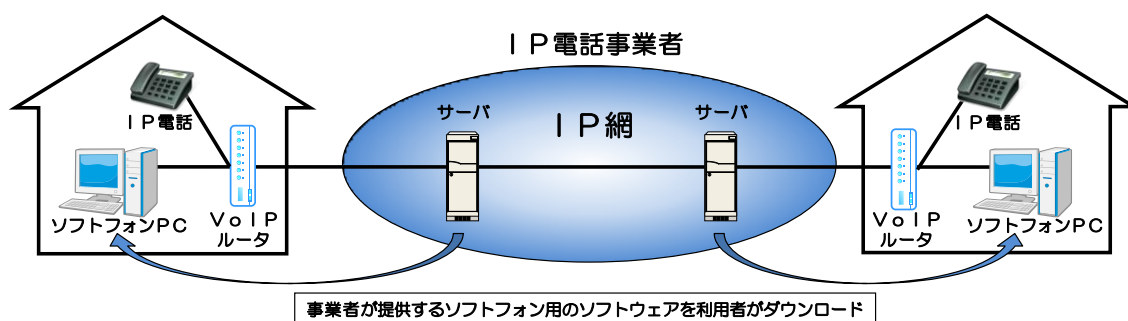 IP電話事業者
サーバ
IP網
サーバ
IP電話
IP電話
ソフトフォンPC
VoIP
ルータ
VoIP
ルータ
ソフトフォンPC
事業者が提供するソフトフォン用のソフトウェアを利用者がダウンロード